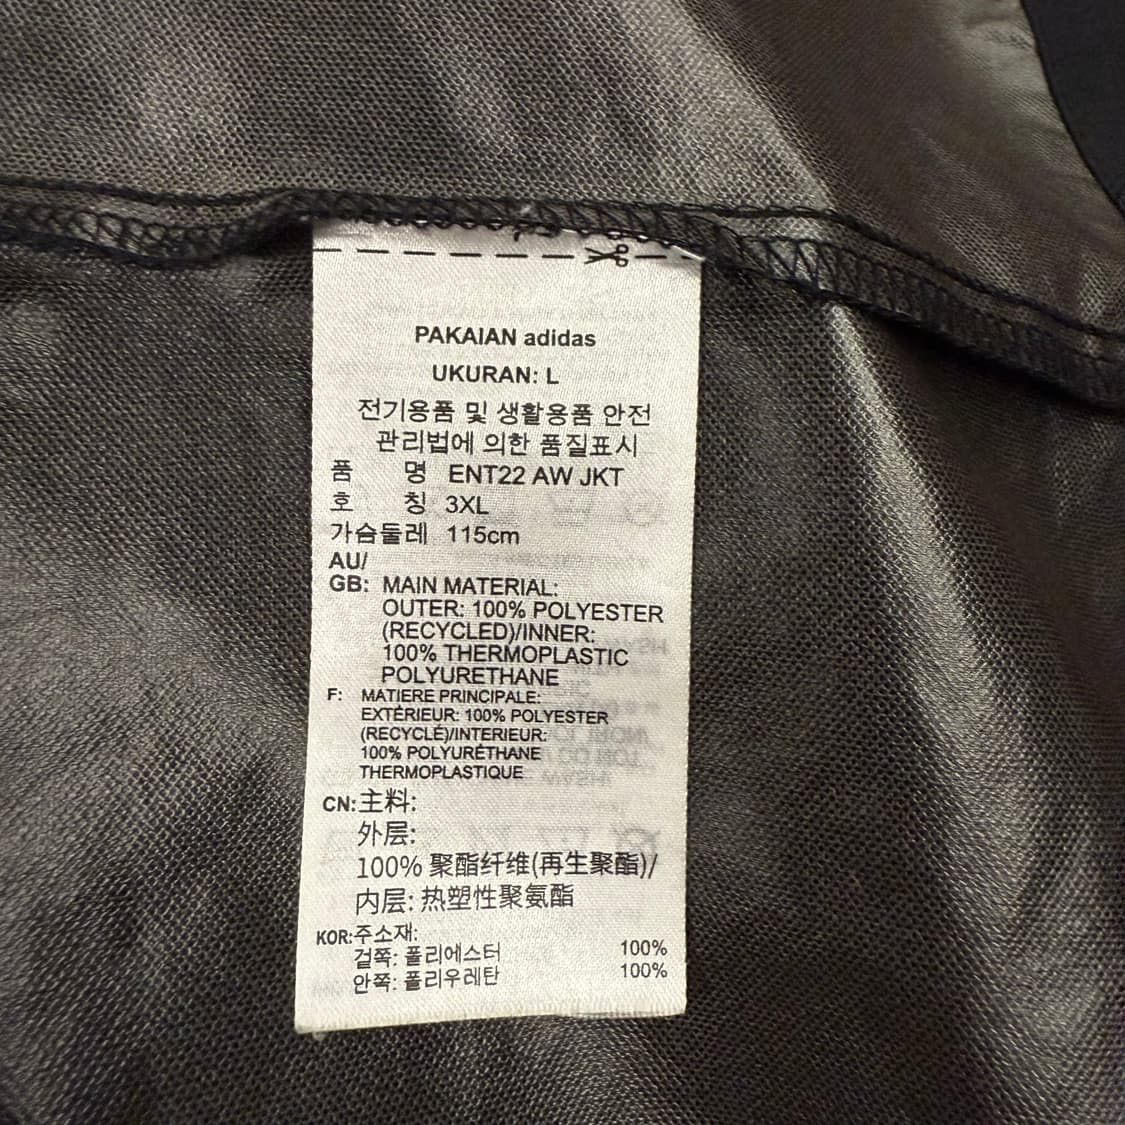 PAKAIAN adidas
UKURAN: L
전기용품 및 생활용품 안전
관리법에 의한 품질표시
품 명 ENT22 AW JKT
호 칭 3XL
가슴둘레 115cm
AU/
GB: MAIN MATERIAL:
OUTER: 100% POLYESTER
(RECYCLED)/INNER:
100% THERMOPLASTIC
POLYURETHANE
F: MATIERE PRINCIPALE:
EXTÉRIEUR: 100% POLYESTER
(RECYCLÉ)/INTERIEUR:
100% POLYURÉTHANE
THERMOPLASTIQUE
CN:主料:
外层:
100% 聚酯纤维(再生聚酯)/
内层: 热塑性聚氨酯
KOR:주소재:
겉쪽: 폴리에스터 100%
안쪽: 폴리우레탄 100%